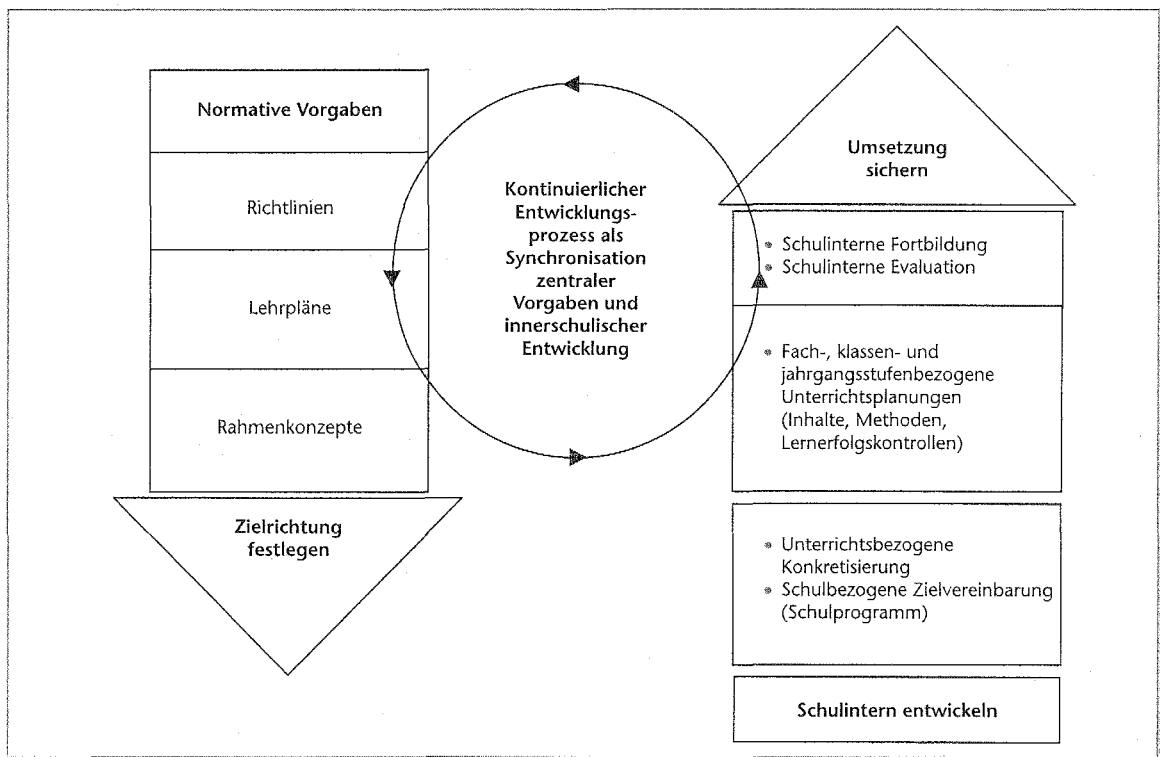 Normative Vorgaben
Richtlinien
Lehrpläne
Rahmenkonzepte
Zielrichtung
festlegen
Kontinuierlicher
Entwicklungs-
prozess als
Synchronisation
zentraler
Vorgaben und
innerschulischer
Entwicklung
Umsetzung
sichern
• Schulinterne Fortbildung
• Schulinterne Evaluation
• Fach-, klassen- und
jahrgangsstufenbezogene
Unterrichtsplanungen
(Inhalte, Methoden,
Lernerfolgskontrollen)
• Unterrichtsbezogene
Konkretisierung
• Schulbezogene Zielvereinbarung
(Schulprogramm)
Schulintern entwickeln